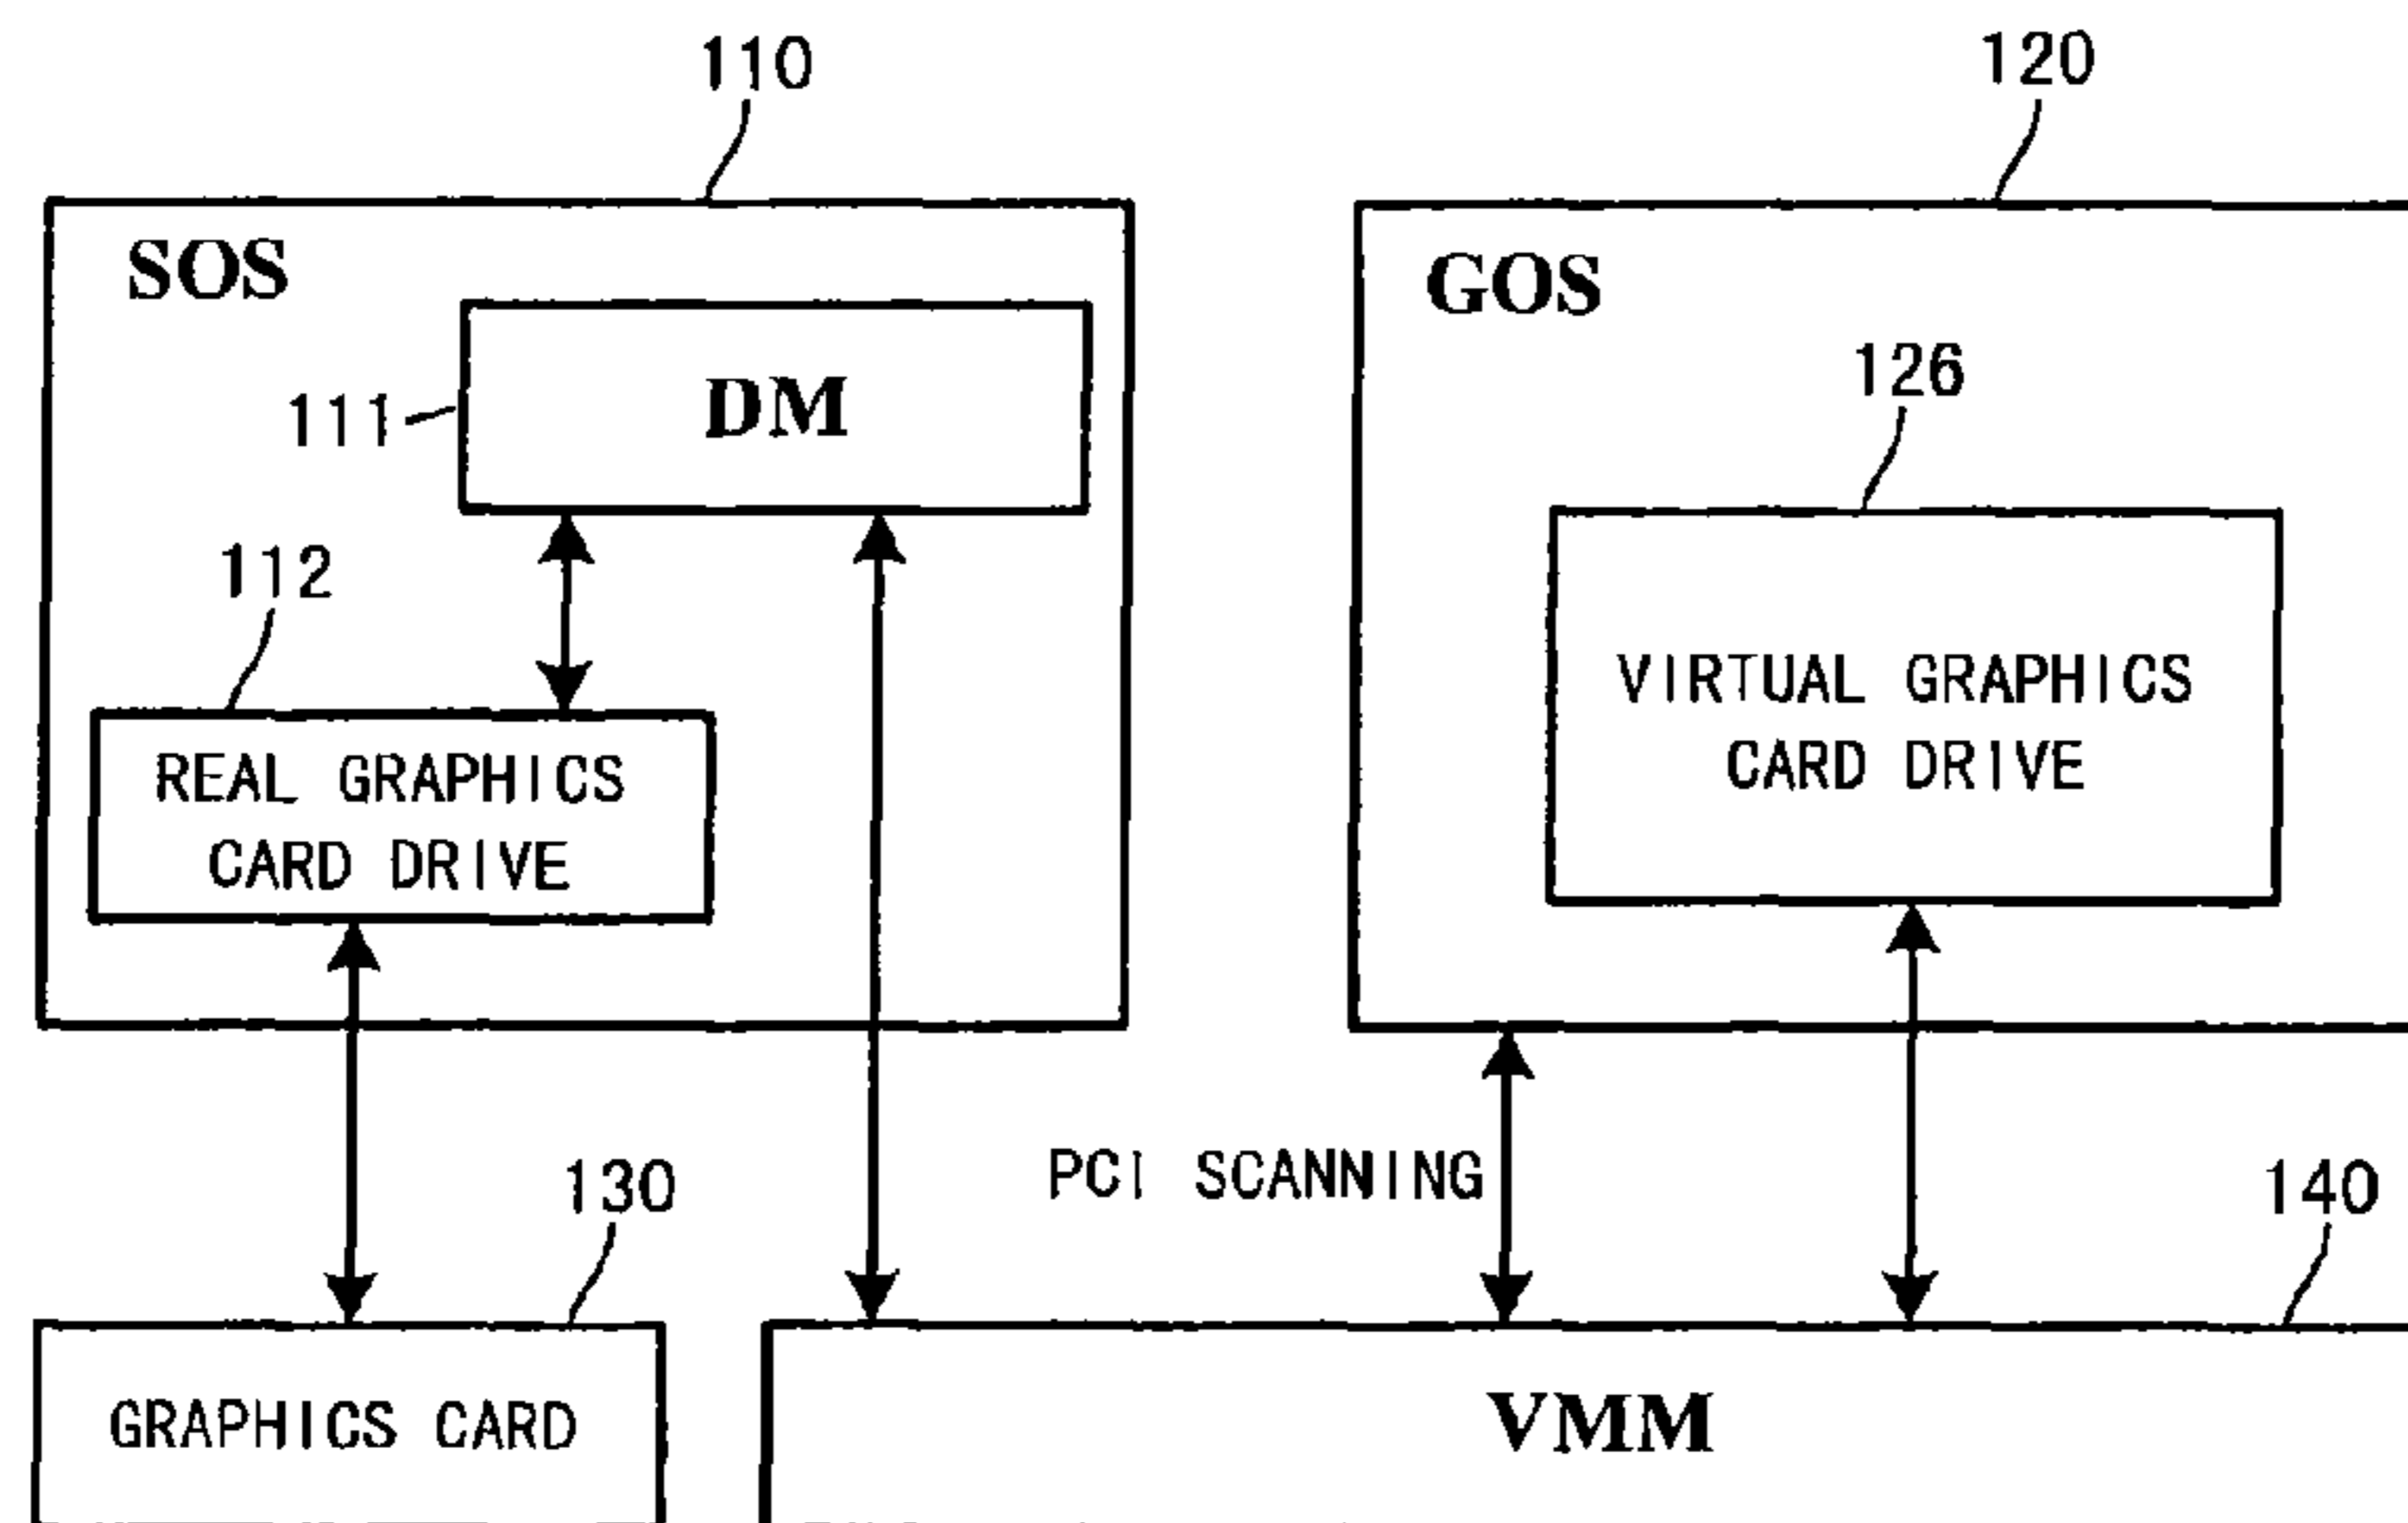 110
120
SOS
GOS
DM
111
126
112
VIRTUAL GRAPHICS
CARD DRIVE
REAL GRAPHICS
CARD DRIVE
PCI SCANNING
130
140
GRAPHICS CARD
VMM